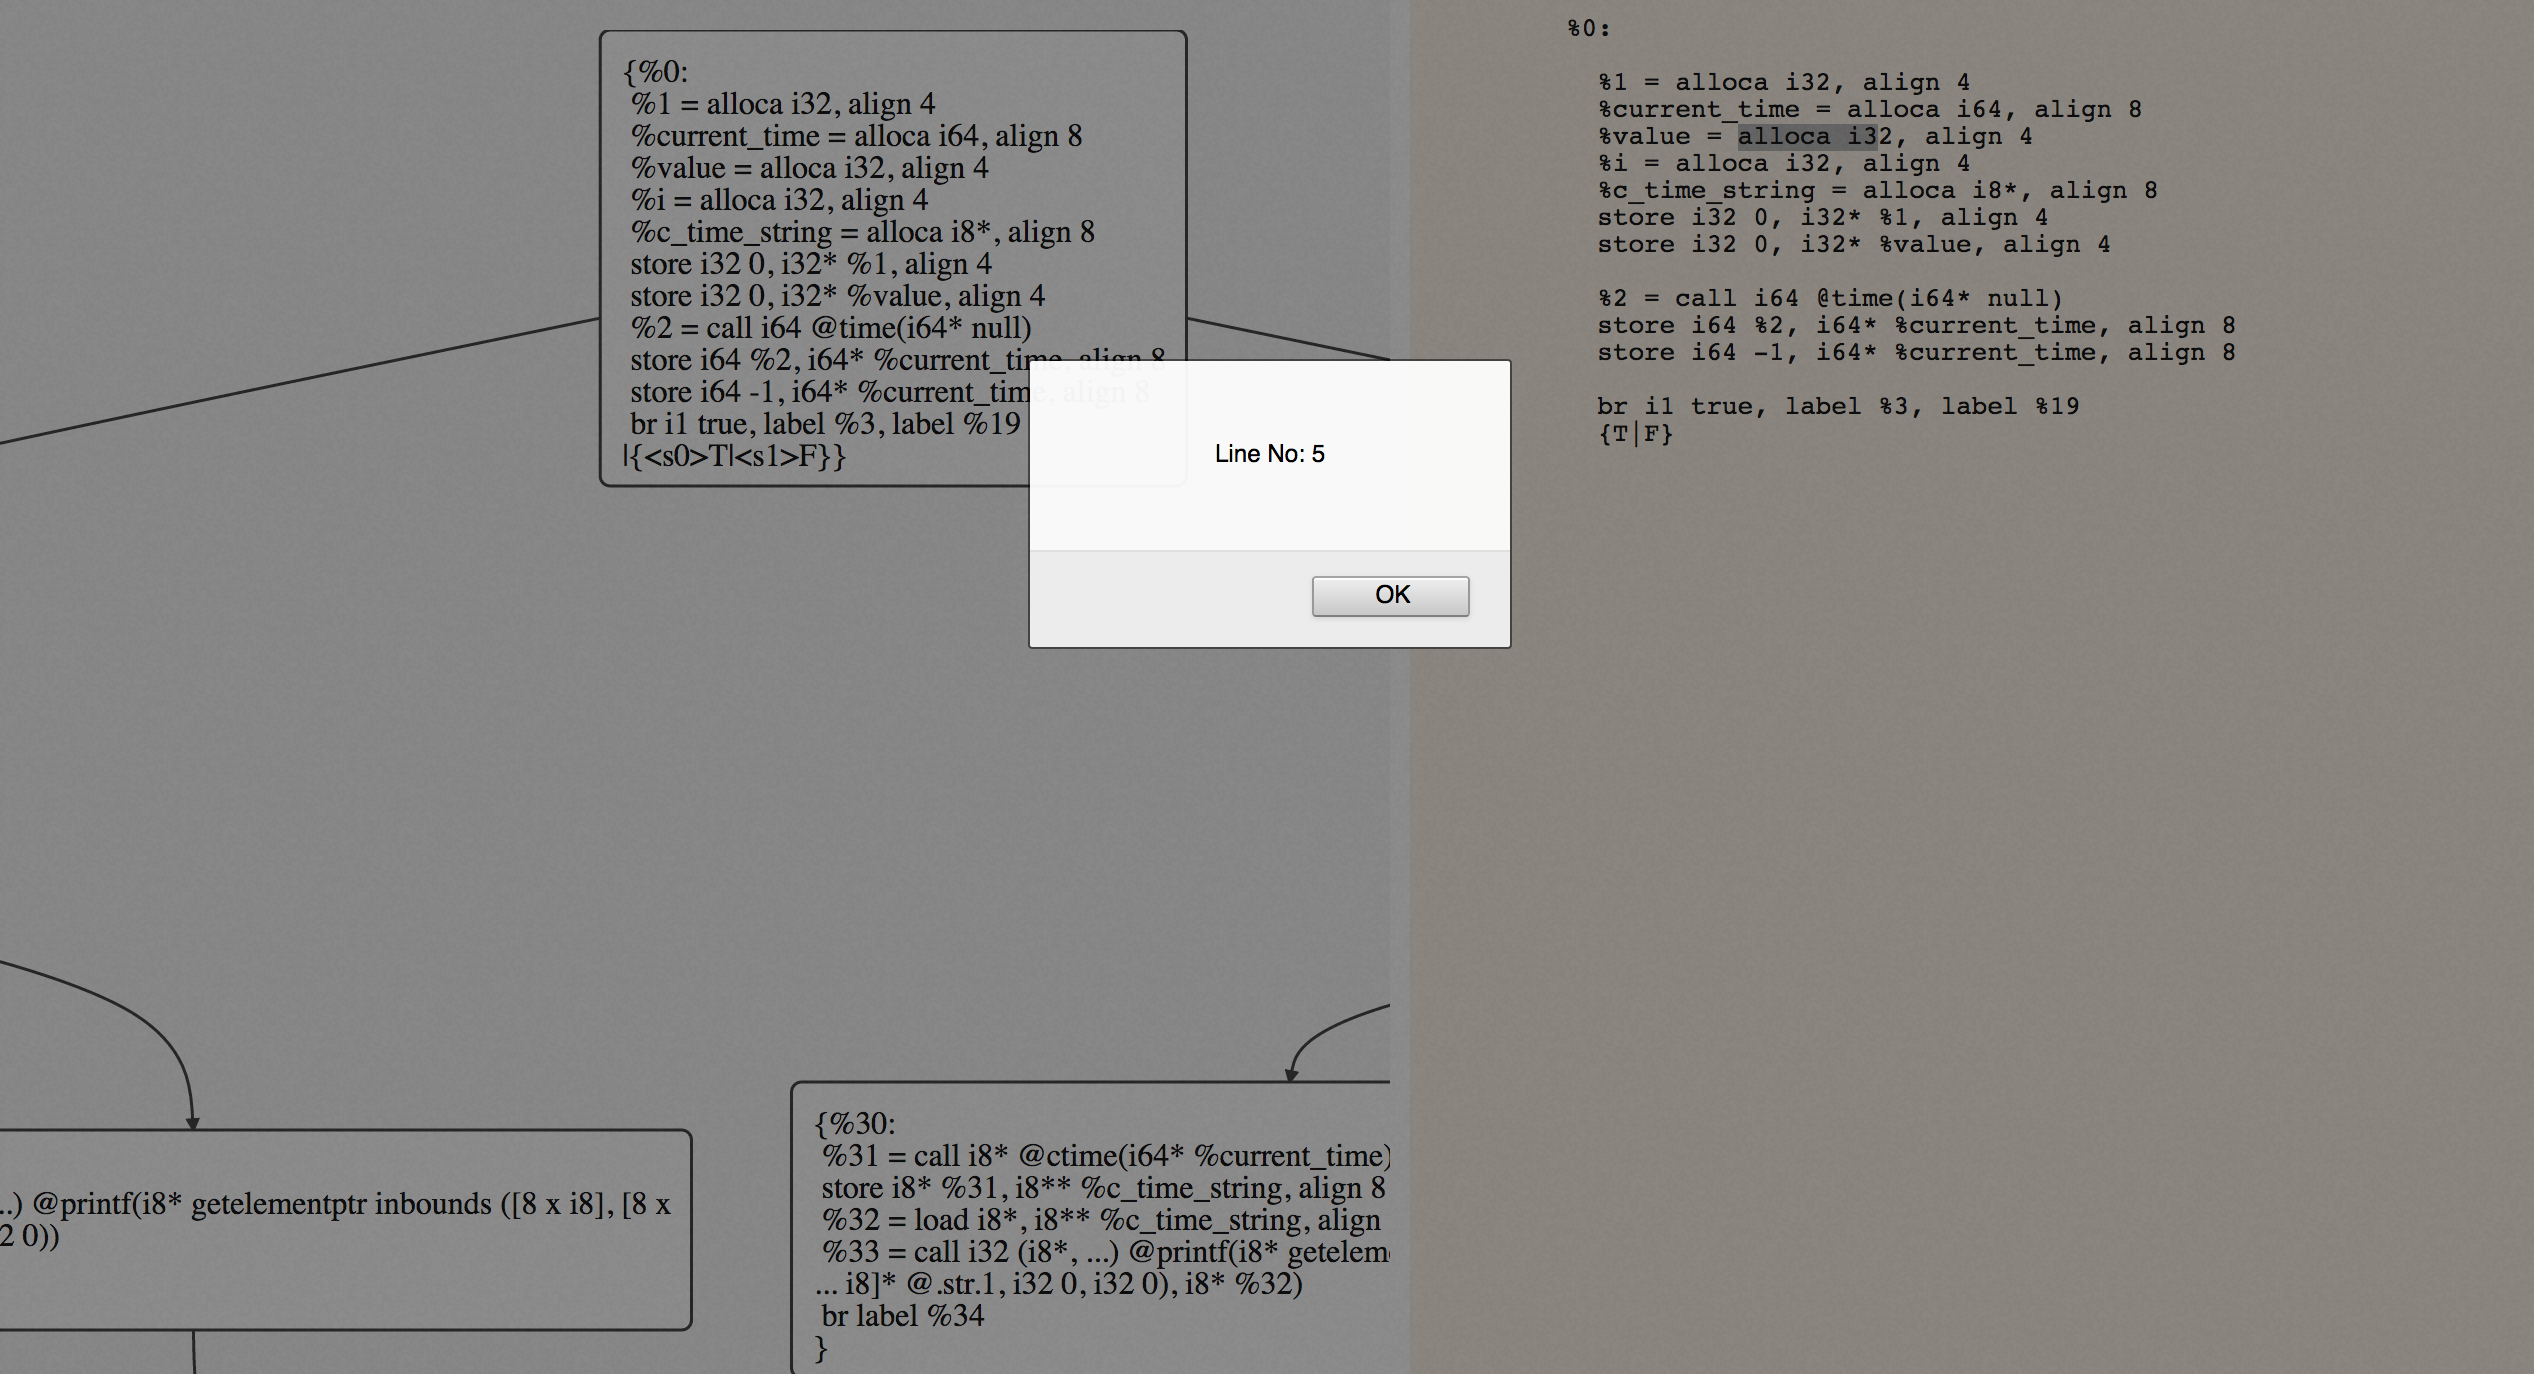 {%0:
%1 = alloca i32, align 4
%current_time = alloca i64, align 8
%value = alloca i32, align 4
%i = alloca i32, align 4
%c_time_string = alloca i8*, align 8
store i32 0, i32* %1, align 4
store i32 0, i32* %value, align 4
%2 = call i64 @time(i64* null)
store i64 %2, i64* %current_time, align 8
store i64 -1, i64* %current_time, align 8
br i1 true, label %3, label %19
|{<s0>T|<s1>F}}
Line No: 5
OK
..) @printf(i8* getelementptr inbounds ([8 x i8], [8 x
2 0))
{%30:
%31 = call i8* @ctime(i64* %current_time)
store i8* %31, i8** %c_time_string, align 8
%32 = load i8*, i8** %c_time_string, align
%33 = call i32 (i8*, ...) @printf(i8* getelem
... i8]* @.str.1, i32 0, i32 0), i8* %32)
br label %34
}
%0:
%1 = alloca i32, align 4
%current_time = alloca i64, align 8
%value = alloca i32, align 4
%i = alloca i32, align 4
%c_time_string = alloca i8*, align 8
store i32 0, i32* %1, align 4
store i32 0, i32* %value, align 4
%2 = call i64 @time(i64* null)
store i64 %2, i64* %current_time, align 8
store i64 -1, i64* %current_time, align 8
br i1 true, label %3, label %19
{T|F}